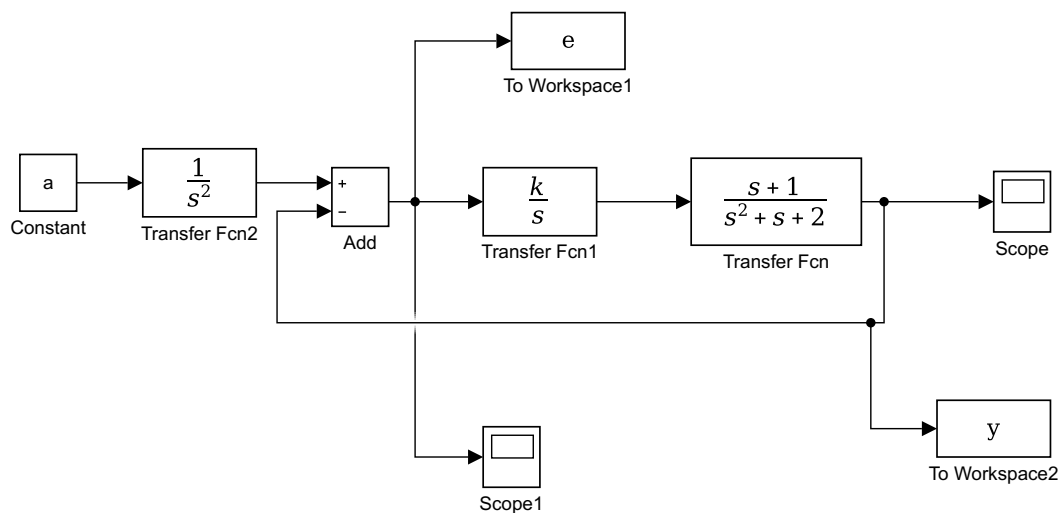 e
To Workspace1
a
Constant
1
s²
Transfer Fcn2
+
−
Add
k
s
Transfer Fcn1
s + 1
s² + s + 2
Transfer Fcn
Scope
y
To Workspace2
Scope1